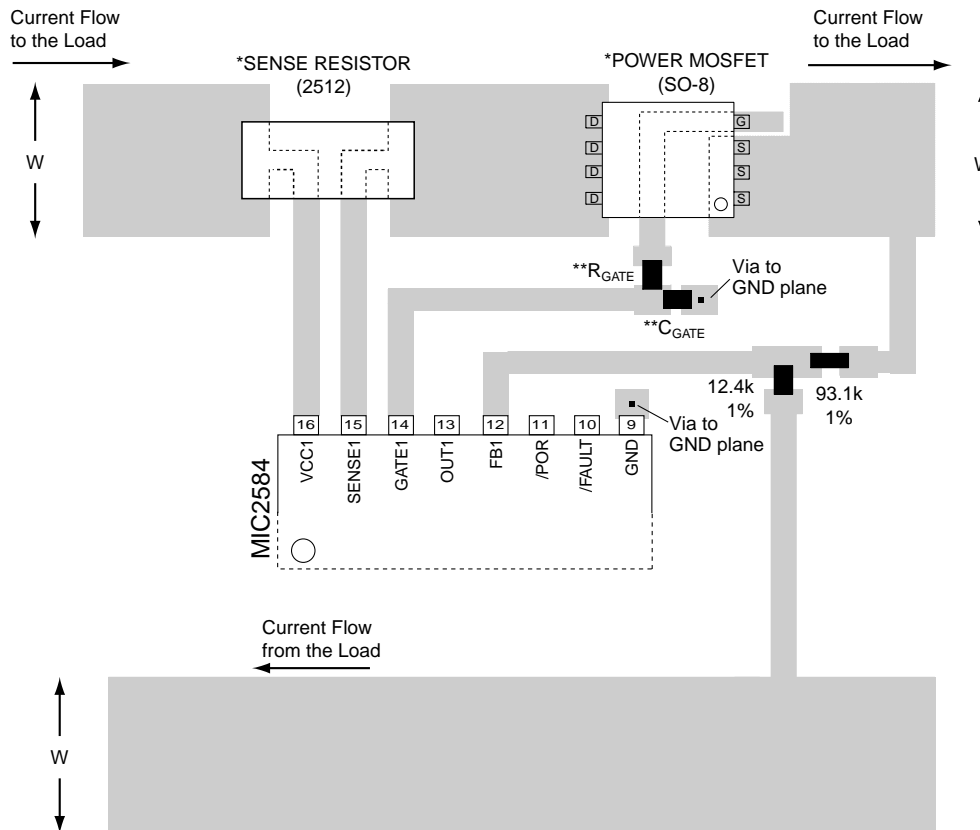 Current Flow
to the Load
Current Flow
to the Load
*SENSE RESISTOR
(2512)
*POWER MOSFET
(SO-8)
W
W
D
G
D
S
D
S
D
S
**RGATE
Via to
GND plane
**CGATE
12.4k
1%
93.1k
1%
Via to
GND plane
16
15
14
13
12
11
10
9
VCC1
SENSE1
GATE1
OUT1
FB1
/POR
/FAULT
GND
MIC2584
Current Flow
from the Load
W